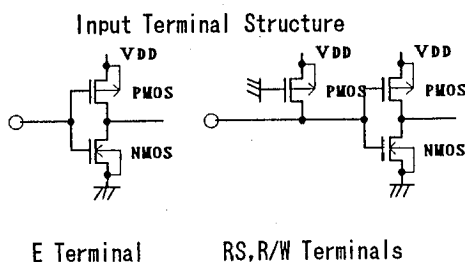 Input Terminal Structure
VDD VDD VDD
PMOS PMOS PMOS
NMOS NMOS
E Terminal RS,R/W Terminals